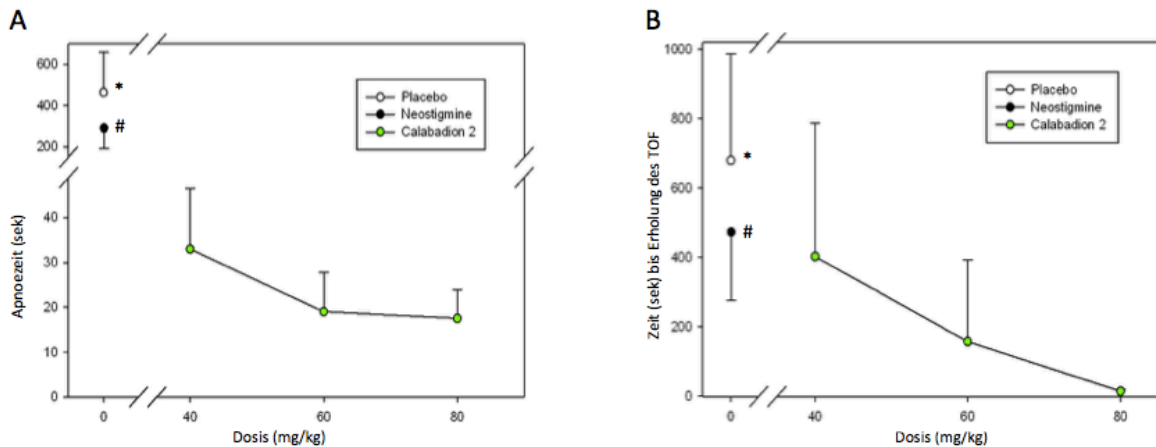 A
Apnoezeit (sek)
600
400
200
40
30
20
10
0
*
#
Placebo
Neostigmine
Calabadion 2
0 40 60 80
Dosis (mg/kg)
B
Zeit (sek) bis Erholung des TOF
1000
800
600
400
200
0
*
#
Placebo
Neostigmine
Calabadion 2
0 40 60 80
Dosis (mg/kg)